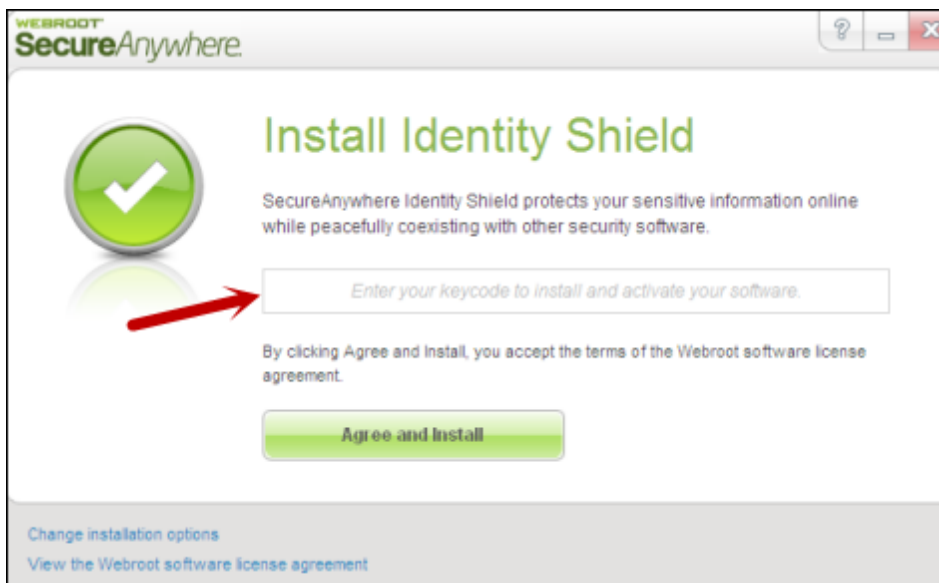 WEBROOT
SecureAnywhere.
?
Install Identity Shield
SecureAnywhere Identity Shield protects your sensitive information online
while peacefully coexisting with other security software.
Enter your keycode to install and activate your software.
By clicking Agree and Install, you accept the terms of the Webroot software license
agreement.
Agree and Install
Change installation options
View the Webroot software license agreement